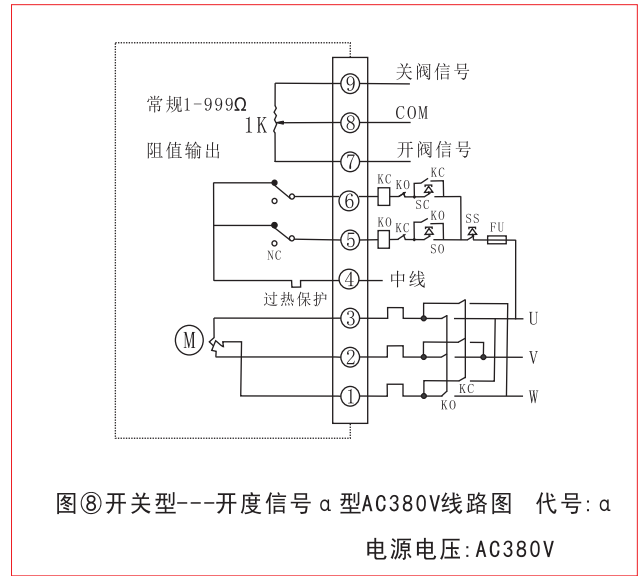 ⑨ 关阀信号
常规1-999Ω
1K ⑧ COM
阻值输出 ⑦ 开阀信号
KC
⑥ KC KO SC
KO
⑤ KO KC SO SS FU
NC
④ 中线
过热保护
③ U
M
② V
① KO KC W
图⑧开关型---开度信号α型AC380V线路图 代号:α
电源电压:AC380V